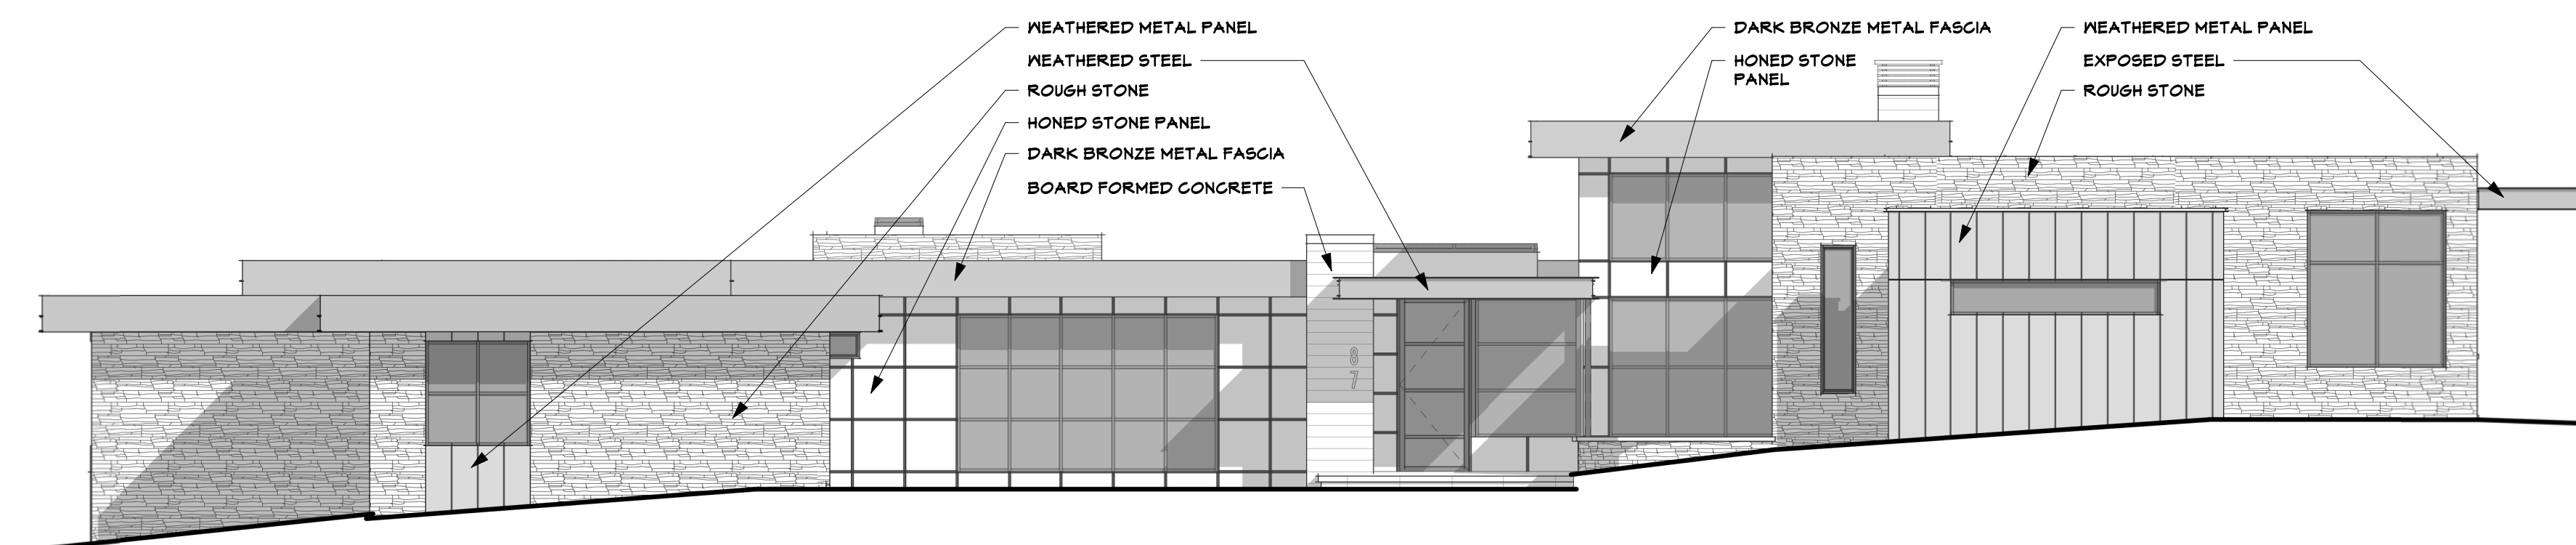 WEATHERED METAL PANEL
WEATHERED STEEL
ROUGH STONE
HONED STONE PANEL
DARK BRONZE METAL FASCIA
BOARD FORMED CONCRETE
DARK BRONZE METAL FASCIA
HONED STONE
PANEL
WEATHERED METAL PANEL
EXPOSED STEEL
ROUGH STONE
8
7